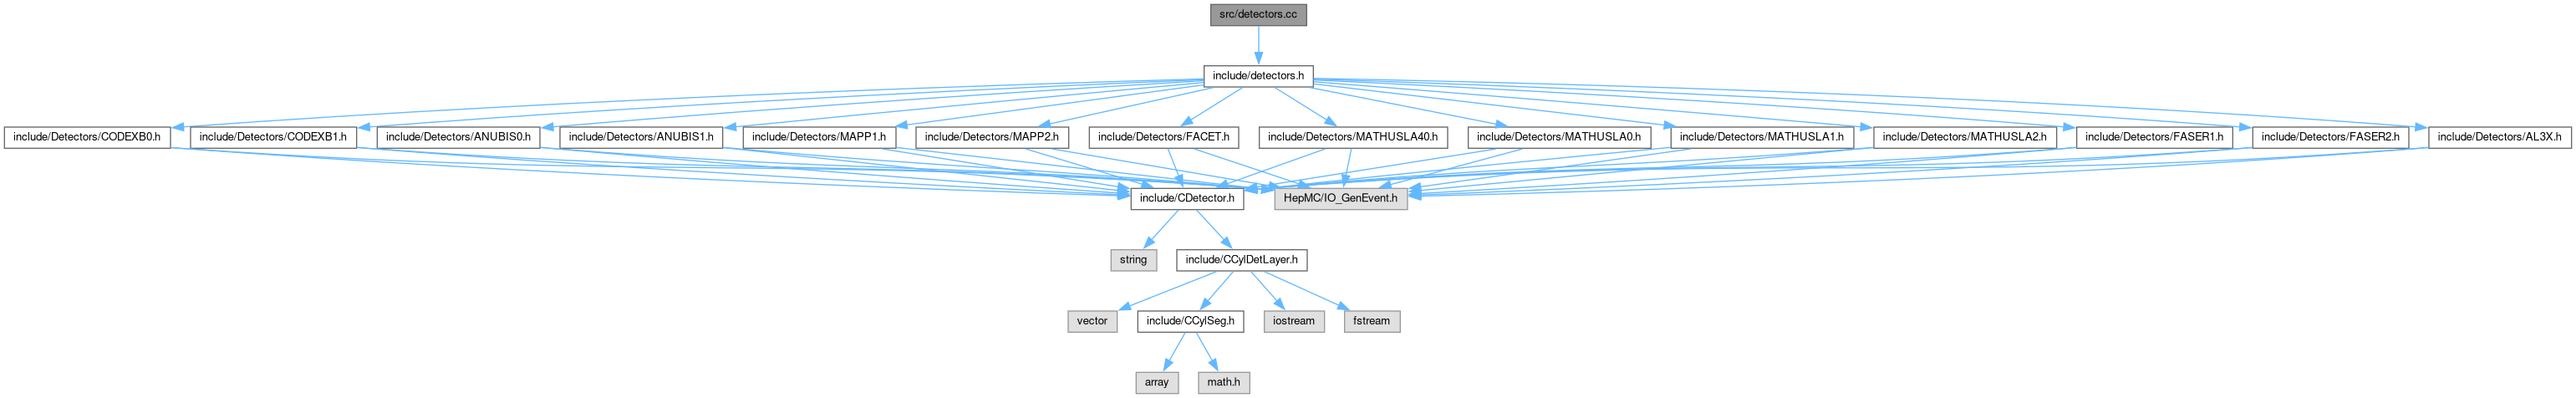 src/detectors.cc
include/detectors.h
include/Detectors/CODEXB0.h
include/Detectors/CODEXB1.h
include/Detectors/ANUBIS0.h
include/Detectors/ANUBIS1.h
include/Detectors/MAPP1.h
include/Detectors/MAPP2.h
include/Detectors/FACET.h
include/Detectors/MATHUSLA40.h
include/Detectors/MATHUSLA0.h
include/Detectors/MATHUSLA1.h
include/Detectors/MATHUSLA2.h
include/Detectors/FASER1.h
include/Detectors/FASER2.h
include/Detectors/AL3X.h
include/CDetector.h
HepMC/IO_GenEvent.h
string
include/CCylDetLayer.h
vector
include/CCylSeg.h
iostream
fstream
array
math.h